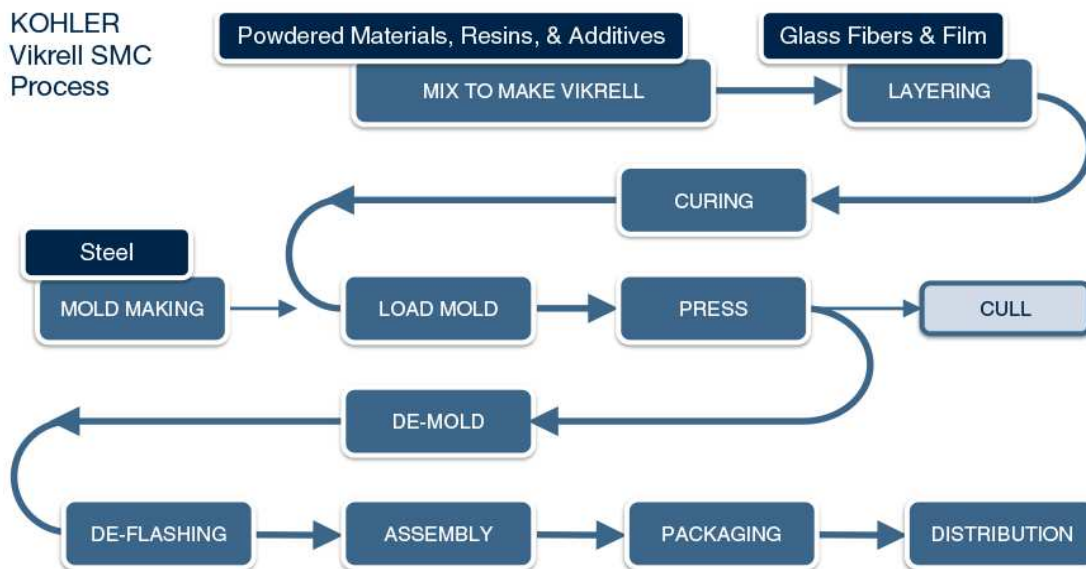 KOHLER
Vikrell SMC
Process
Powdered Materials, Resins, & Additives
MIX TO MAKE VIKRELL
Glass Fibers & Film
LAYERING
CURING
Steel
MOLD MAKING
LOAD MOLD
PRESS
CULL
DE-MOLD
DE-FLASHING
ASSEMBLY
PACKAGING
DISTRIBUTION